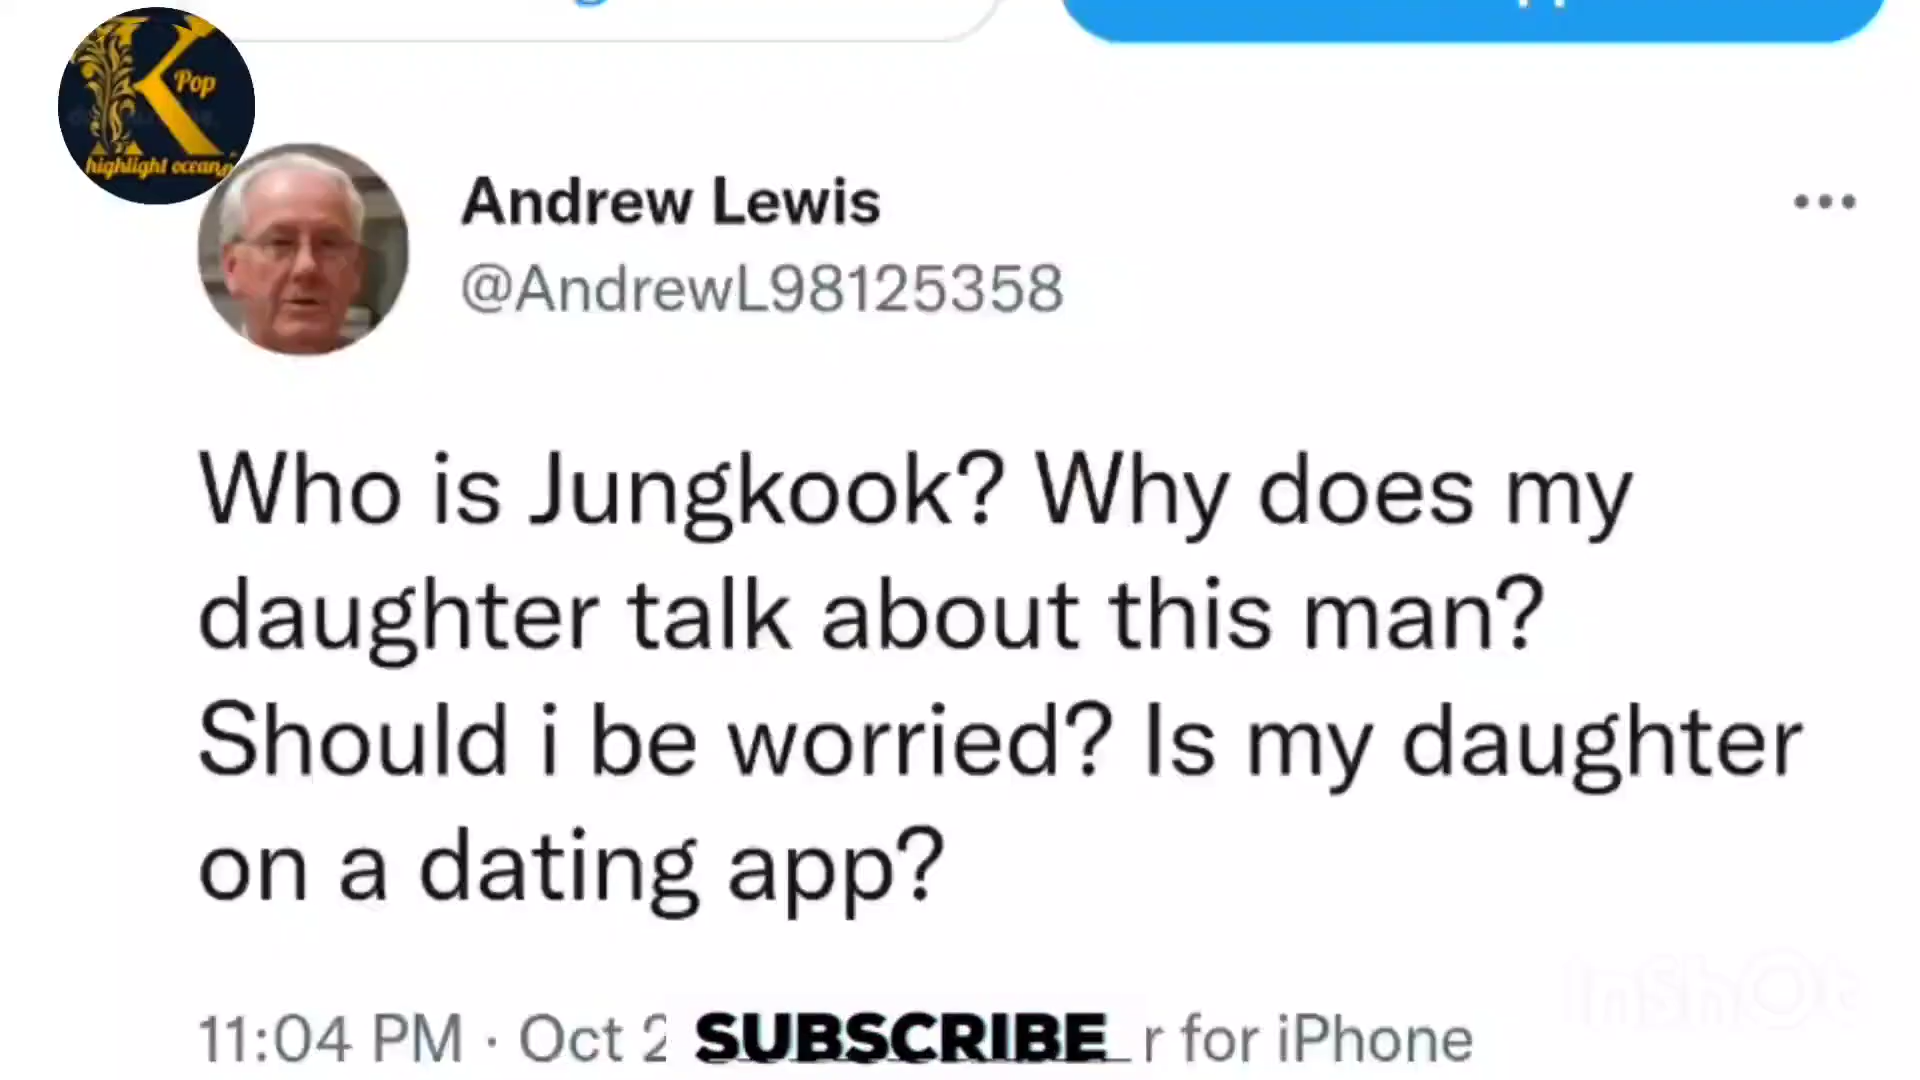 Pop
highlight ocean
Andrew Lewis
@AndrewL98125358
Who is Jungkook? Why does my
daughter talk about this man?
Should i be worried? Is my daughter
on a dating app?
11:04 PM · Oct 2 SUBSCRIBE r for iPhone
InShOt